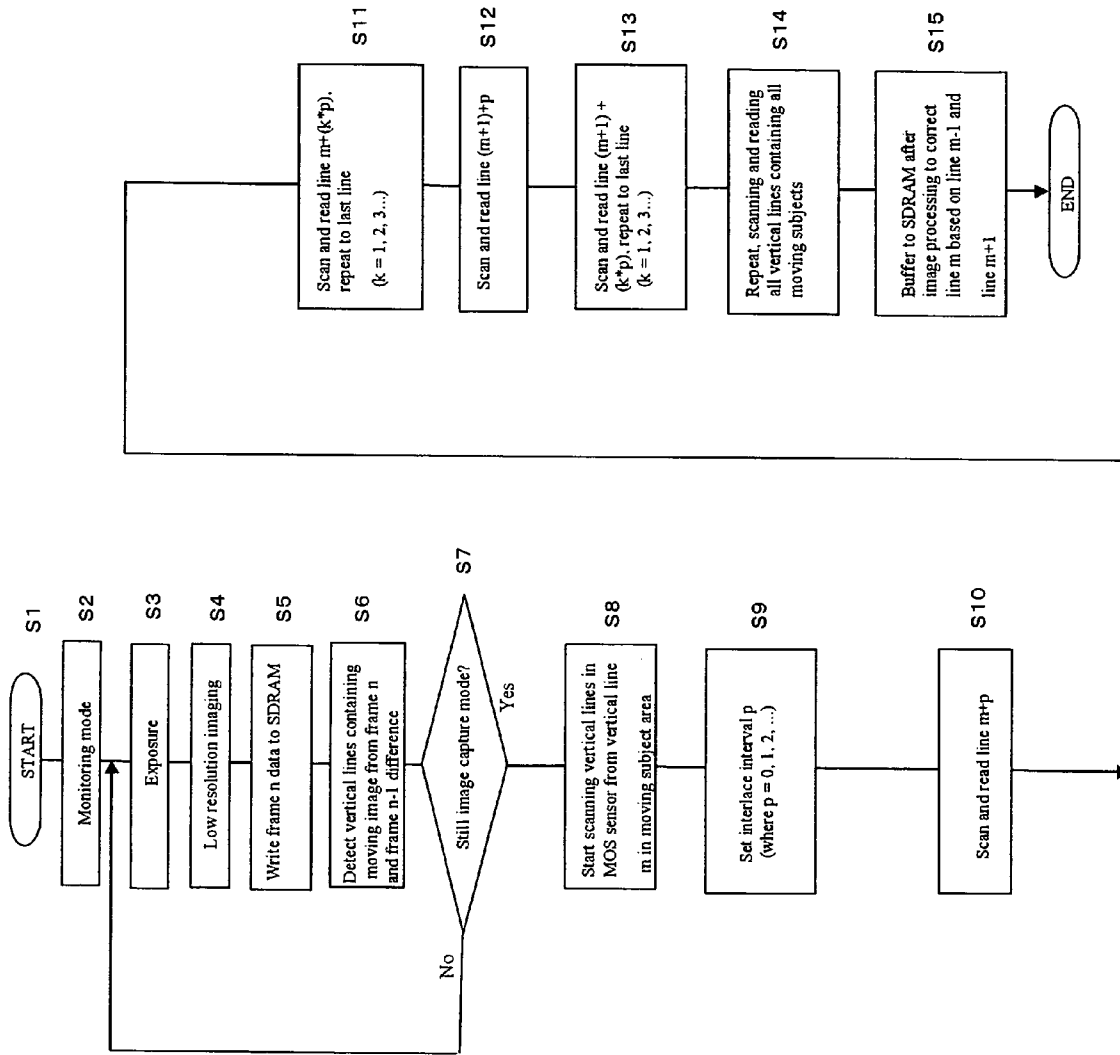 START
S1
Monitoring mode
S2
Exposure
S3
Low resolution imaging
S4
Write frame n data to SDRAM
S5
Detect vertical lines containing
moving image from frame n
and frame n-1 difference
S6
Still image capture mode?
S7
No
Yes
Start scanning vertical lines in
MOS sensor from vertical line
m in moving subject area
S8
Set interlace interval p
(where p = 0, 1, 2, ...)
S9
Scan and read line m+p
S10
Scan and read line m+(k*p),
repeat to last line
(k = 1, 2, 3...)
S11
Scan and read line (m+1)+p
S12
Scan and read line (m+1) +
(k*p), repeat to last line
(k = 1, 2, 3...)
S13
Repeat, scanning and reading
all vertical lines containing all
moving subjects
S14
Buffer to SDRAM after
image processing to correct
line m based on line m-1 and
line m+1
S15
END